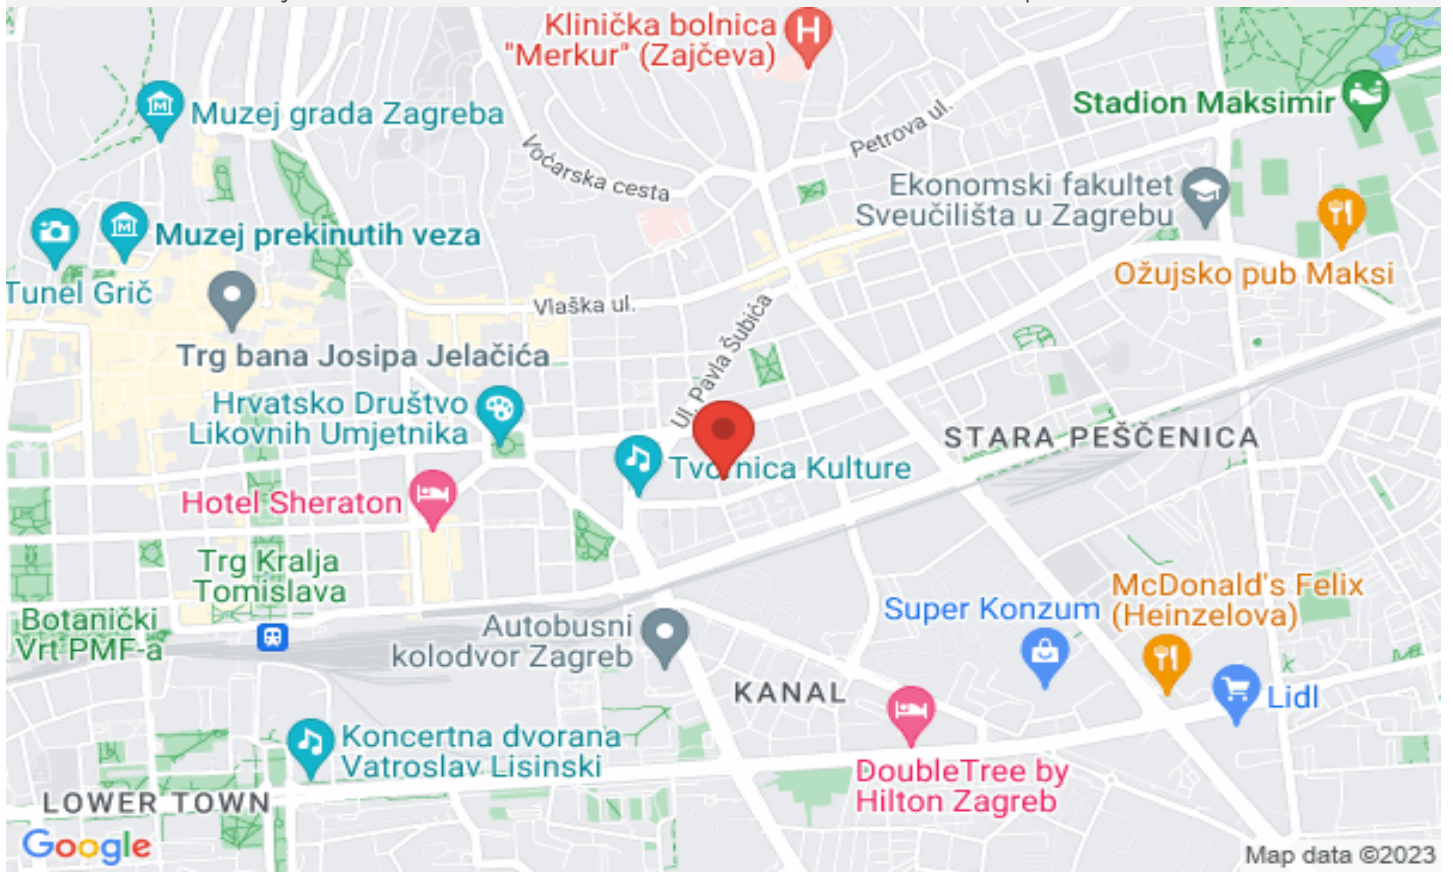 Klinička bolnica
"Merkur" (Zajčeva)
Muzej grada Zagreba
Stadion Maksimir
Petrova ul.
Voćarska cesta
Ekonomski fakultet
Sveučilišta u Zagrebu
Muzej prekinutih veza
Ožujsko pub Maksi
Tunel Grič
Vlaška ul.
Trg bana Josipa Jelačića
Ul. Pavla Šubića
Hrvatsko Društvo
Likovnih Umjetnika
STARA PEŠČENICA
Tvornica Kulture
Hotel Sheraton
Trg Kralja
Tomislava
McDonald's Felix
(Heinzelova)
Super Konzum
Botanički
Vrt PMF-a
Autobusni
kolodvor Zagreb
KANAL
Lidl
Koncertna dvorana
Vatroslav Lisinski
DoubleTree by
Hilton Zagreb
LOWER TOWN
Google
Map data ©2023